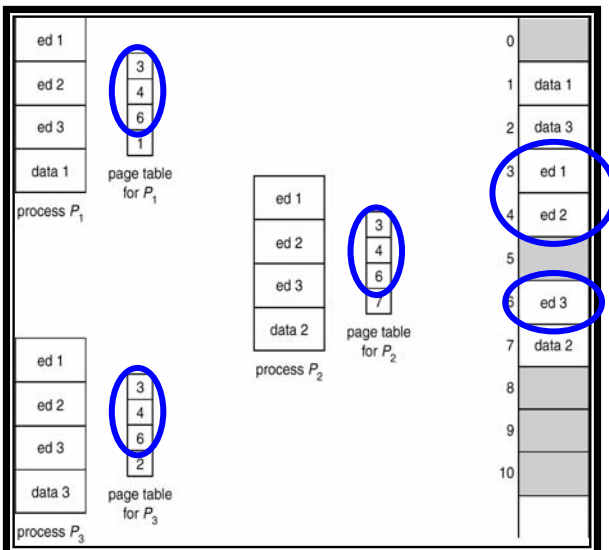 ed 1
ed 2
ed 3
data 1
process P1
3
4
6
1
page table
for P1
ed 1
ed 2
ed 3
data 2
process P2
3
4
6
7
page table
for P2
ed 1
ed 2
ed 3
data 3
process P3
3
4
6
2
page table
for P3
0
1 data 1
2 data 3
3 ed 1
4 ed 2
5
6 ed 3
7 data 2
8
9
10